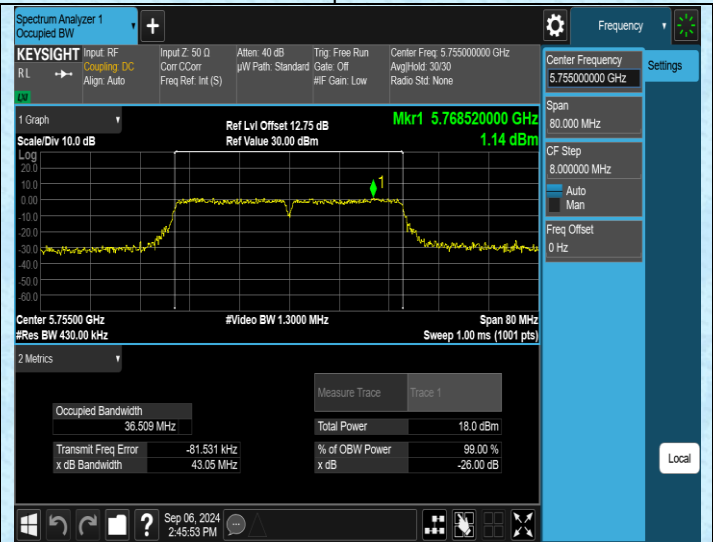 Spectrum Analyzer 1
Occupied BW
Frequency
KEYSIGHT
RL
Input: RF
Coupling: DC
Align: Auto
Input Z: 50 Ω
Corr CCorr
Freq Ref: Int (S)
Atten: 40 dB
µW Path: Standard
Trig: Free Run
Gate: Off
#IF Gain: Low
Center Freq: 5.755000000 GHz
Avg|Hold: 30/30
Radio Std: None
LXI
1 Graph
Scale/Div 10.0 dB
Ref Lvl Offset 12.75 dB
Ref Value 30.00 dBm
Mkr1 5.768520000 GHz
1.14 dBm
Log
20.0
10.0
0.00
-10.0
-20.0
-30.0
-40.0
-50.0
-60.0
1
Center 5.75500 GHz
#Res BW 430.00 kHz
#Video BW 1.3000 MHz
Span 80 MHz
Sweep 1.00 ms (1001 pts)
2 Metrics
Measure Trace
Trace 1
Occupied Bandwidth
36.509 MHz
Total Power
18.0 dBm
Transmit Freq Error
-81.531 kHz
% of OBW Power
99.00 %
x dB Bandwidth
43.05 MHz
x dB
-26.00 dB
Center Frequency
5.755000000 GHz
Settings
Span
80.000 MHz
CF Step
8.000000 MHz
Auto
Man
Freq Offset
0 Hz
Local
?
Sep 06, 2024
2:45:53 PM